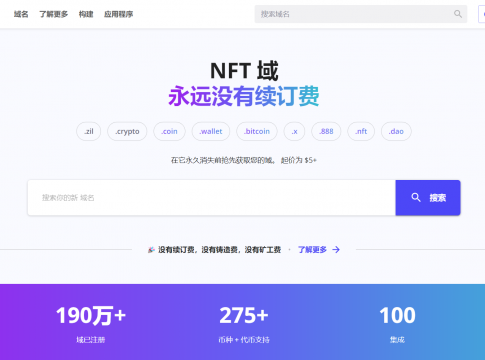 域名 了解更多 构建 应用程序 搜索域名
NFT 域
永远没有续订费
.zil .crypto .coin .wallet .bitcoin .x .888 .nft .dao
在它永久消失前抢先获取您的域。 起价为 $5+
搜索你的新 域名 搜索
没有续订费，没有铸造费，没有矿工费 · 了解更多 →
190万+ 275+ 100
域已注册 币种 + 代币支持 集成